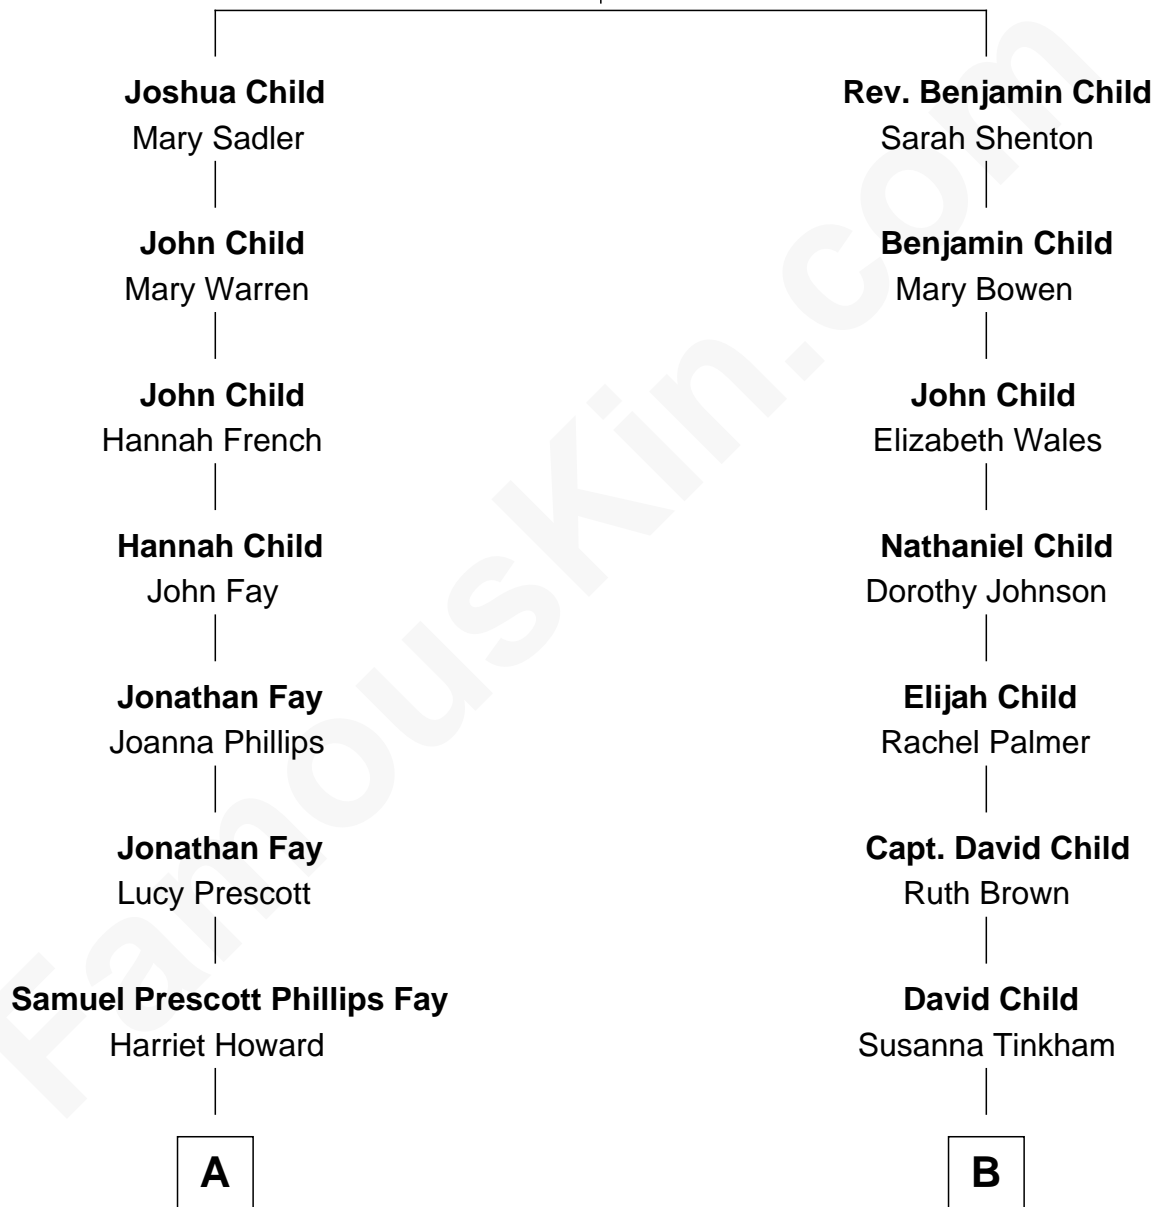 Joshua Child
Mary Sadler
John Child
Mary Warren
John Child
Hannah French
Hannah Child
John Fay
Jonathan Fay
Joanna Phillips
Jonathan Fay
Lucy Prescott
Samuel Prescott Phillips Fay
Harriet Howard
A
Rev. Benjamin Child
Sarah Shenton
Benjamin Child
Mary Bowen
John Child
Elizabeth Wales
Nathaniel Child
Dorothy Johnson
Elijah Child
Rachel Palmer
Capt. David Child
Ruth Brown
David Child
Susanna Tinkham
B
FamousKin.com